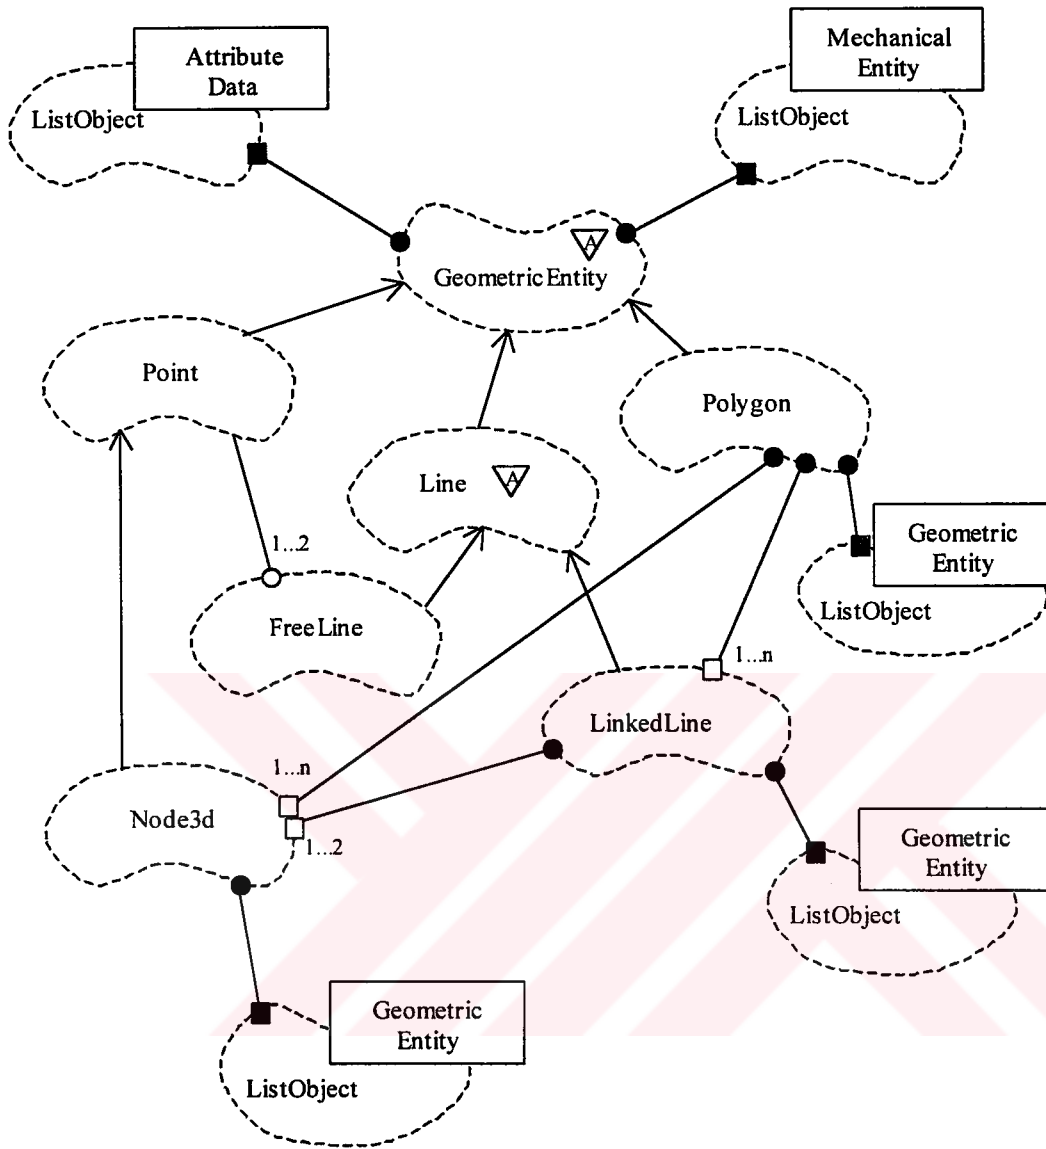 Attribute
Data
ListObject
Mechanical
Entity
ListObject
A
GeometricEntity
Point
Polygon
Line
A
Geometric
Entity
ListObject
1...2
FreeLine
1...n
LinkedLine
1...n
Node3d
1...2
Geometric
Entity
ListObject
Geometric
Entity
ListObject